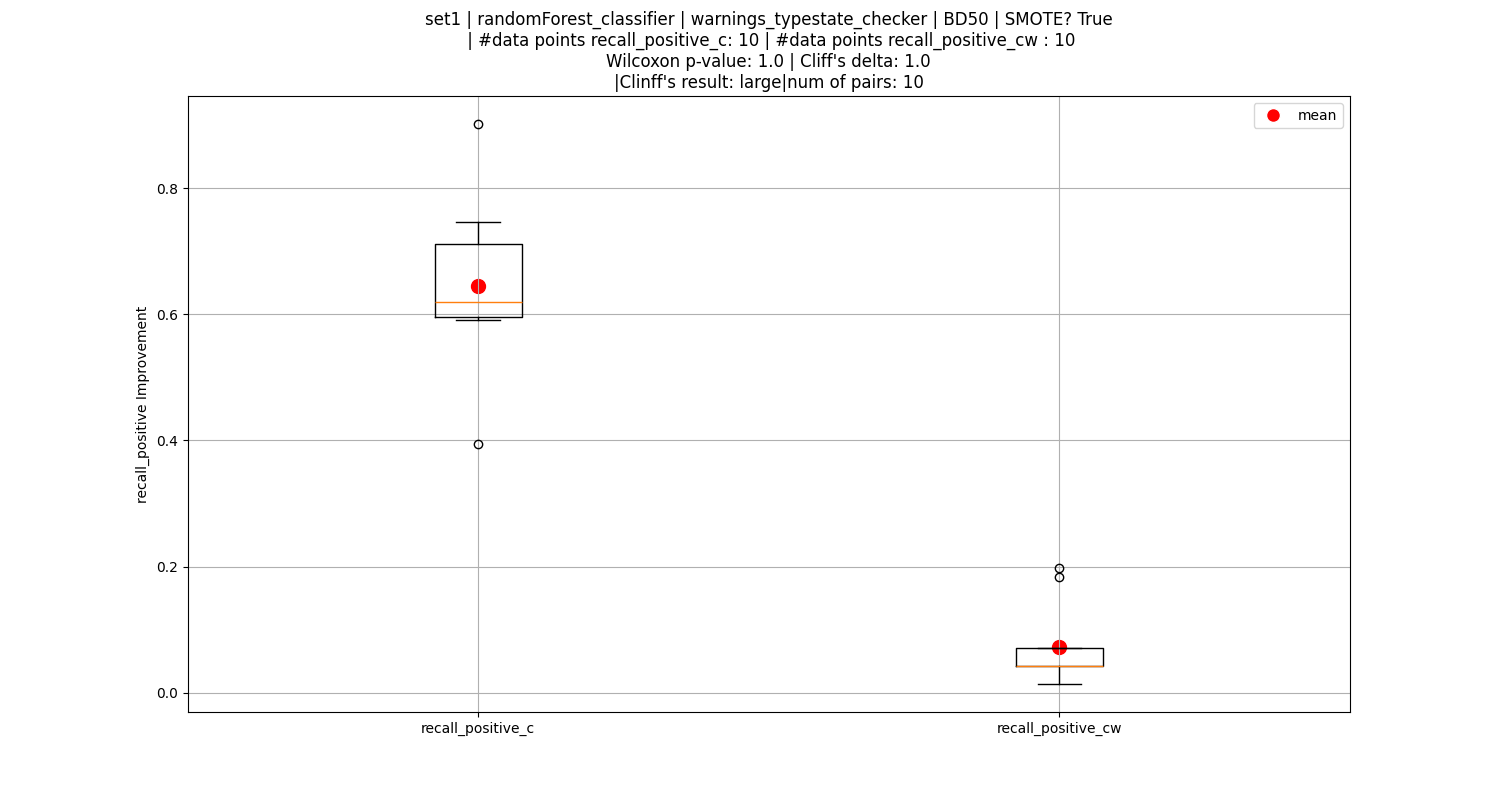 set1 | randomForest_classifier | warnings_typestate_checker | BD50 | SMOTE? True
| #data points recall_positive_c: 10 | #data points recall_positive_cw : 10
Wilcoxon p-value: 1.0 | Cliff's delta: 1.0
|Clinff's result: large|num of pairs: 10
mean
0.8
0.6
0.4
0.2
0.0
recall_positive Improvement
recall_positive_c
recall_positive_cw